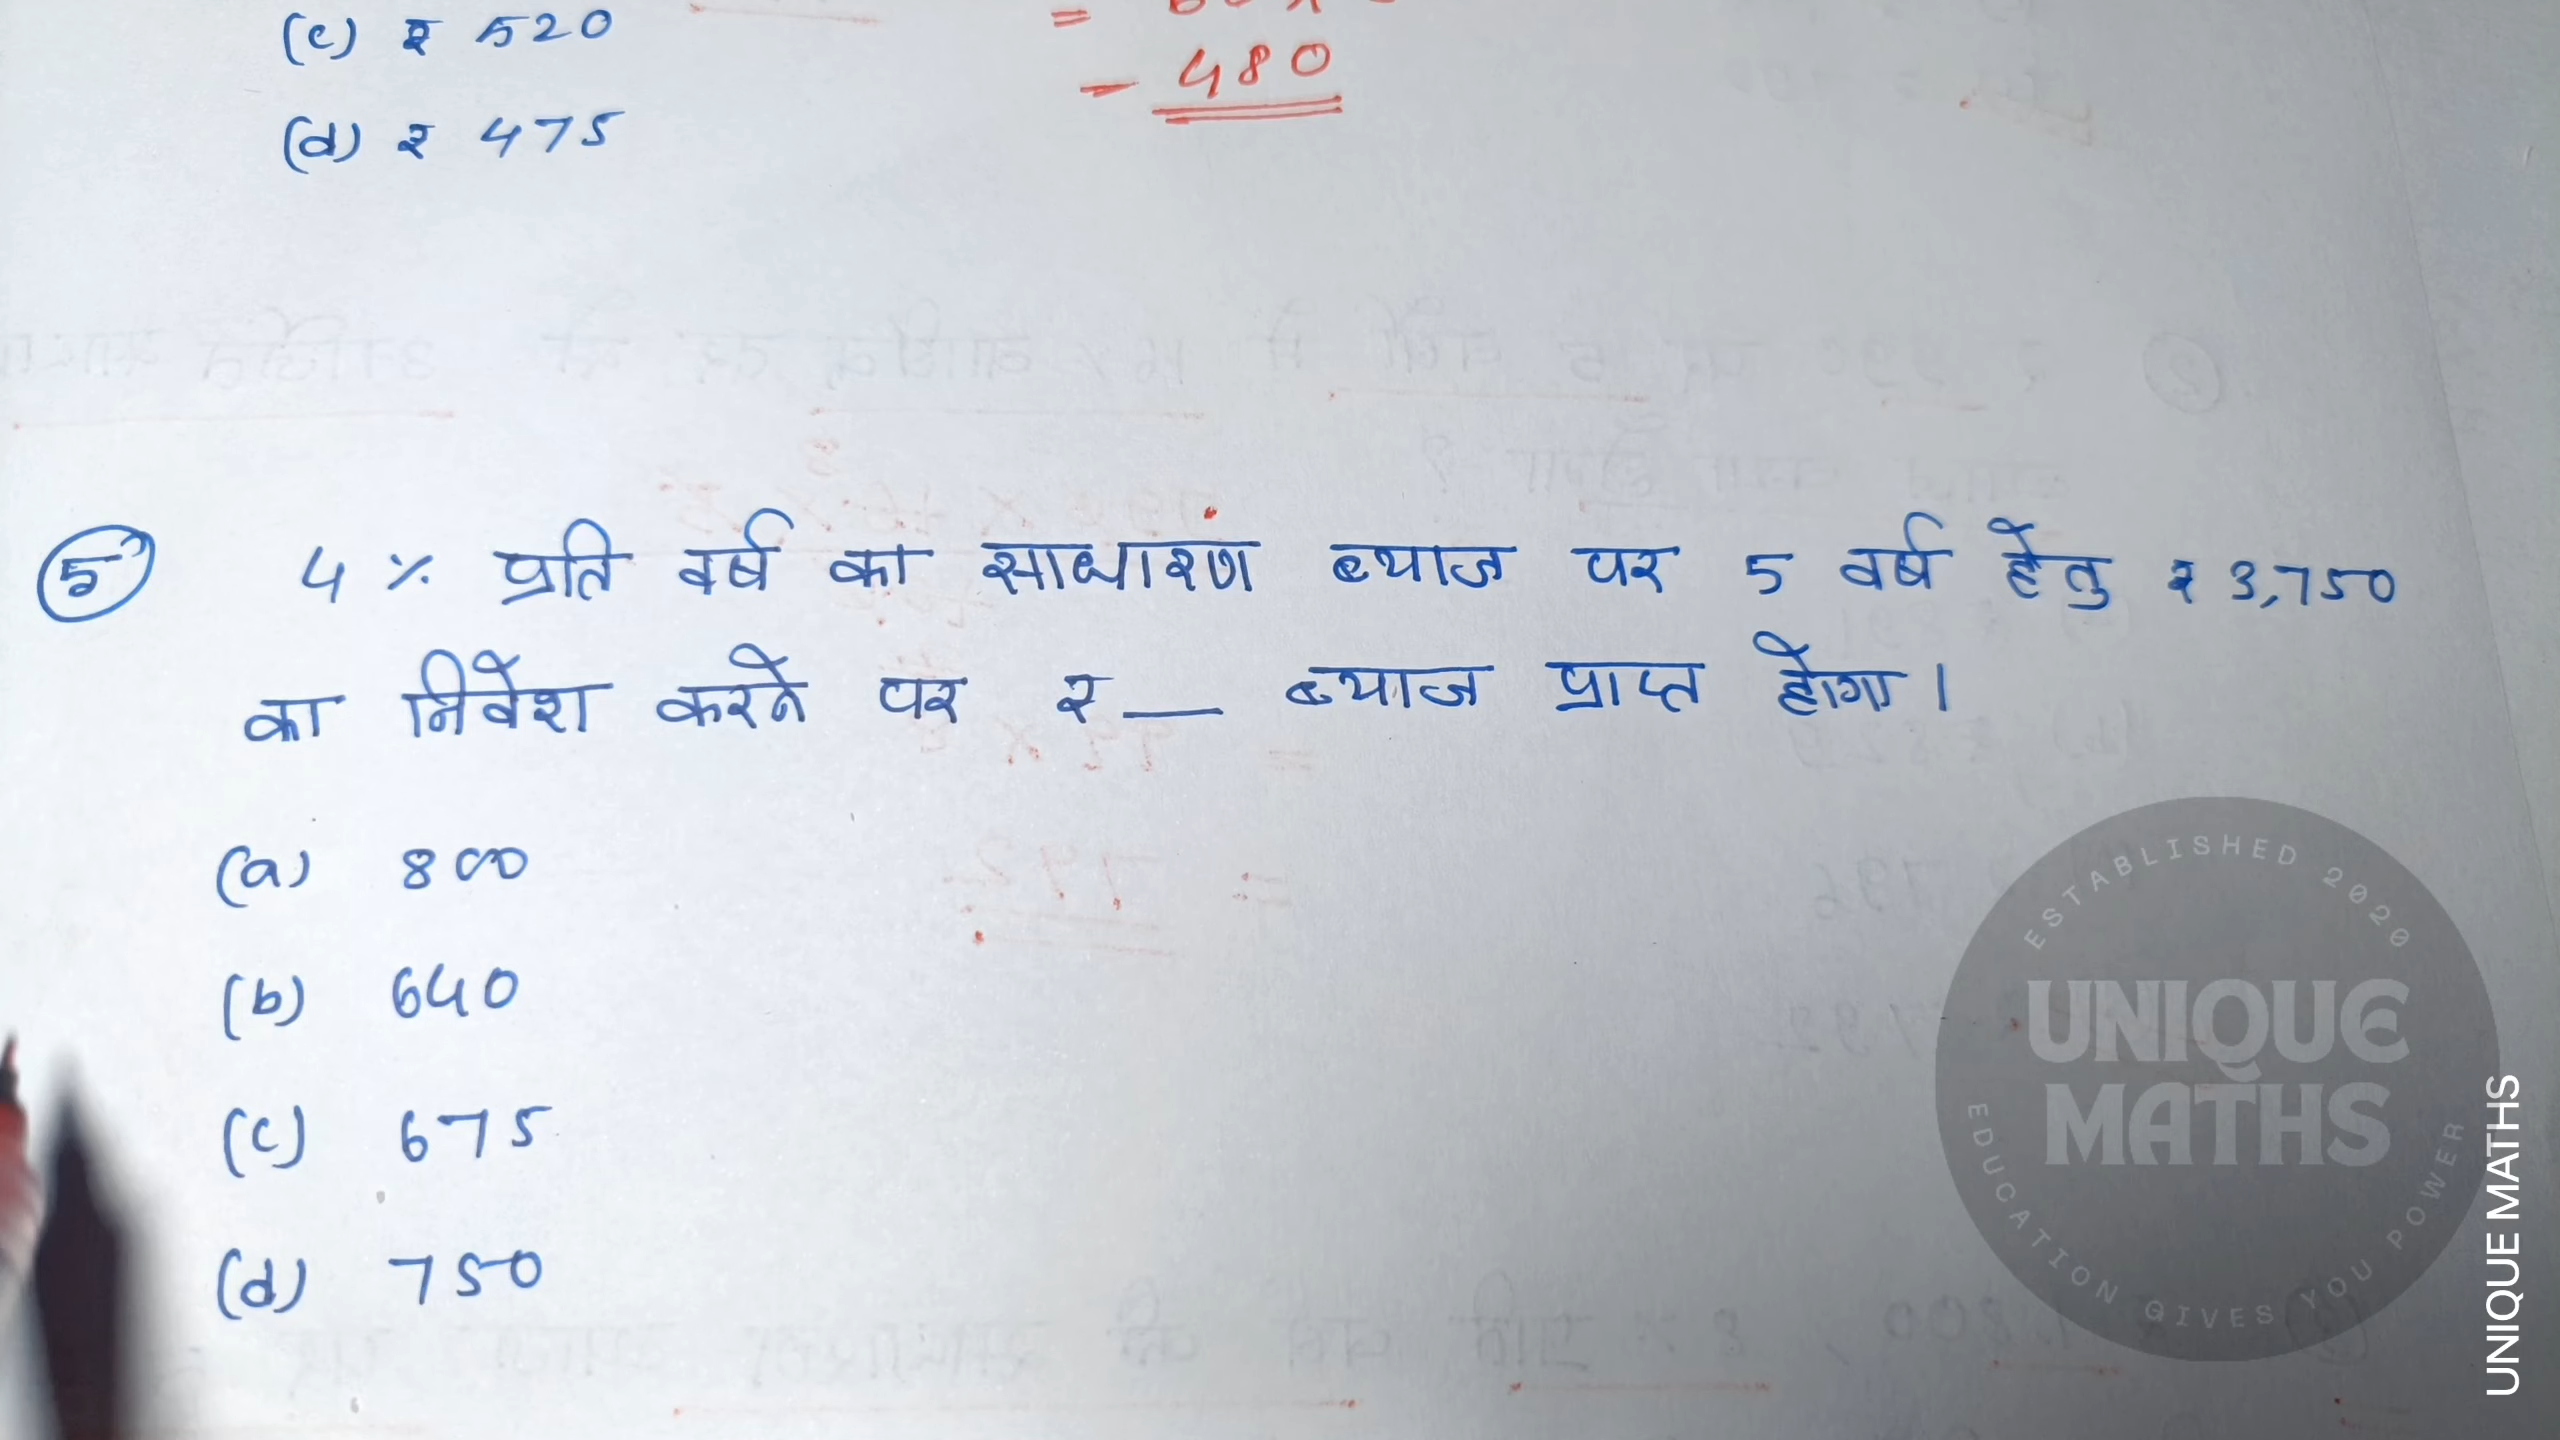 (c) ₹ 520
(d) ₹ 475
= 
= 480
5 4 % प्रति वर्ष का साधारण ब्याज पर 5 वर्ष हेतु ₹ 3,750
का निवेश करने पर ₹ __ ब्याज प्राप्त होगा।
(a) 800
(b) 640
(c) 675
(d) 750
ESTABLISHED 2020
UNIQUE
MATHS
EDUCATION GIVES YOU POWER
UNIQUE MATHS